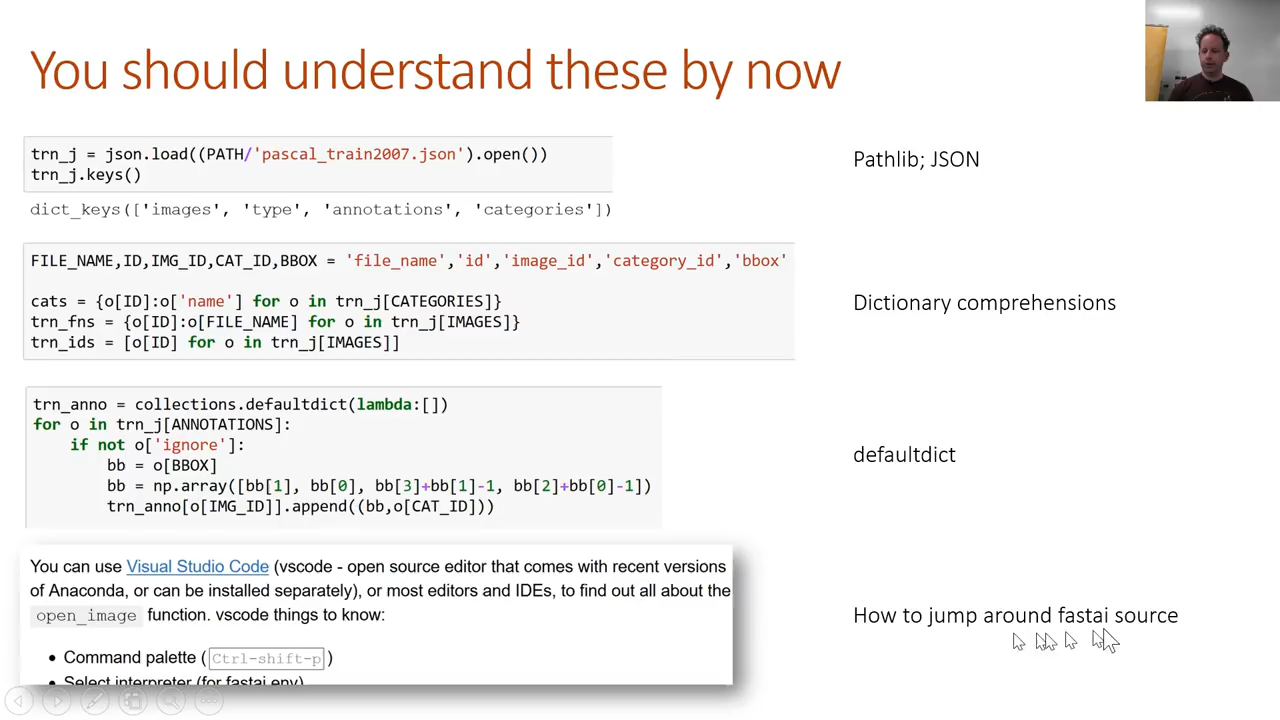 You should understand these by now
trn_j = json.load((PATH/'pascal_train2007.json').open())
trn_j.keys()
dict_keys(['images', 'type', 'annotations', 'categories'])
Pathlib; JSON
FILE_NAME,ID,IMG_ID,CAT_ID,BBOX = 'file_name','id','image_id','category_id','bbox'
cats = {o[ID]:o['name'] for o in trn_j[CATEGORIES]}
trn_fns = {o[ID]:o[FILE_NAME] for o in trn_j[IMAGES]}
trn_ids = [o[ID] for o in trn_j[IMAGES]]
Dictionary comprehensions
trn_anno = collections.defaultdict(lambda:[])
for o in trn_j[ANNOTATIONS]:
if not o['ignore']:
bb = o[BBOX]
bb = np.array([bb[1], bb[0], bb[3]+bb[1]-1, bb[2]+bb[0]-1])
trn_anno[o[IMG_ID]].append((bb,o[CAT_ID]))
defaultdict
You can use Visual Studio Code (vscode - open source editor that comes with recent versions
of Anaconda, or can be installed separately), or most editors and IDEs, to find out all about the
open_image function. vscode things to know:
• Command palette (Ctrl-shift-p)
• Select interpreter (for fastai env)
How to jump around fastai source